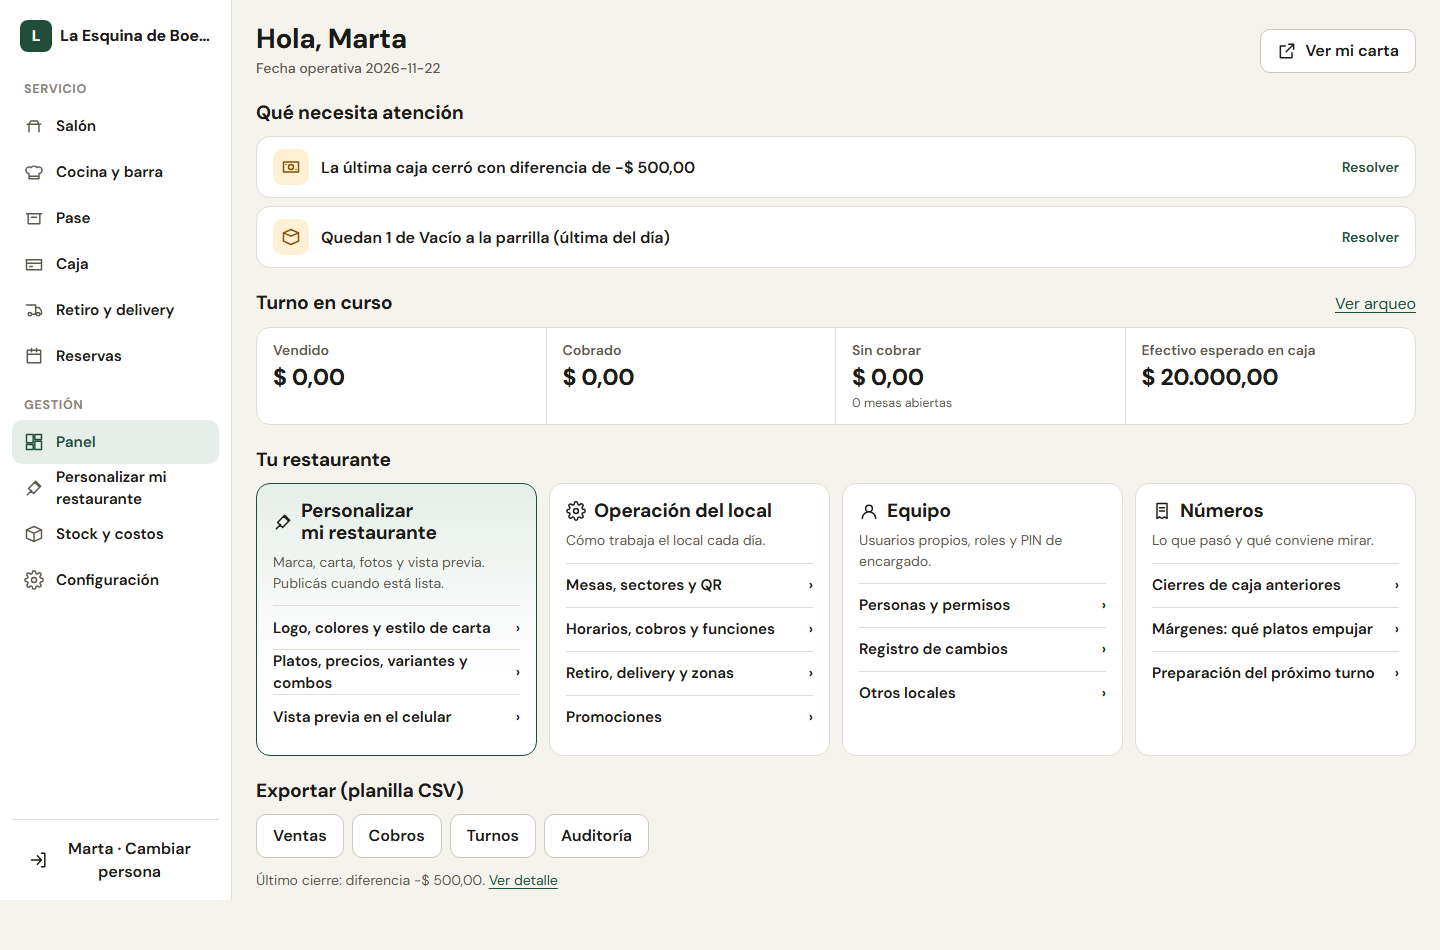 L
La Esquina de Boe...
SERVICIO
Salón
Cocina y barra
Pase
Caja
Retiro y delivery
Reservas
GESTIÓN
Panel
Personalizar mi
restaurante
Stock y costos
Configuración
Marta · Cambiar
persona
Hola, Marta
Fecha operativa 2026-11-22
Ver mi carta
Qué necesita atención
La última caja cerró con diferencia de -$ 500,00
Resolver
Quedan 1 de Vacío a la parrilla (última del día)
Resolver
Turno en curso
Ver arqueo
Vendido
$ 0,00
Cobrado
$ 0,00
Sin cobrar
$ 0,00
0 mesas abiertas
Efectivo esperado en caja
$ 20.000,00
Tu restaurante
Personalizar
mi restaurante
Marca, carta, fotos y vista previa.
Publicás cuando está lista.
Logo, colores y estilo de carta ›
Platos, precios, variantes y
combos ›
Vista previa en el celular ›
Operación del local
Cómo trabaja el local cada día.
Mesas, sectores y QR ›
Horarios, cobros y funciones ›
Retiro, delivery y zonas ›
Promociones ›
Equipo
Usuarios propios, roles y PIN de
encargado.
Personas y permisos ›
Registro de cambios ›
Otros locales ›
Números
Lo que pasó y qué conviene mirar.
Cierres de caja anteriores ›
Márgenes: qué platos empujar ›
Preparación del próximo turno ›
Exportar (planilla CSV)
Ventas
Cobros
Turnos
Auditoría
Último cierre: diferencia -$ 500,00. Ver detalle